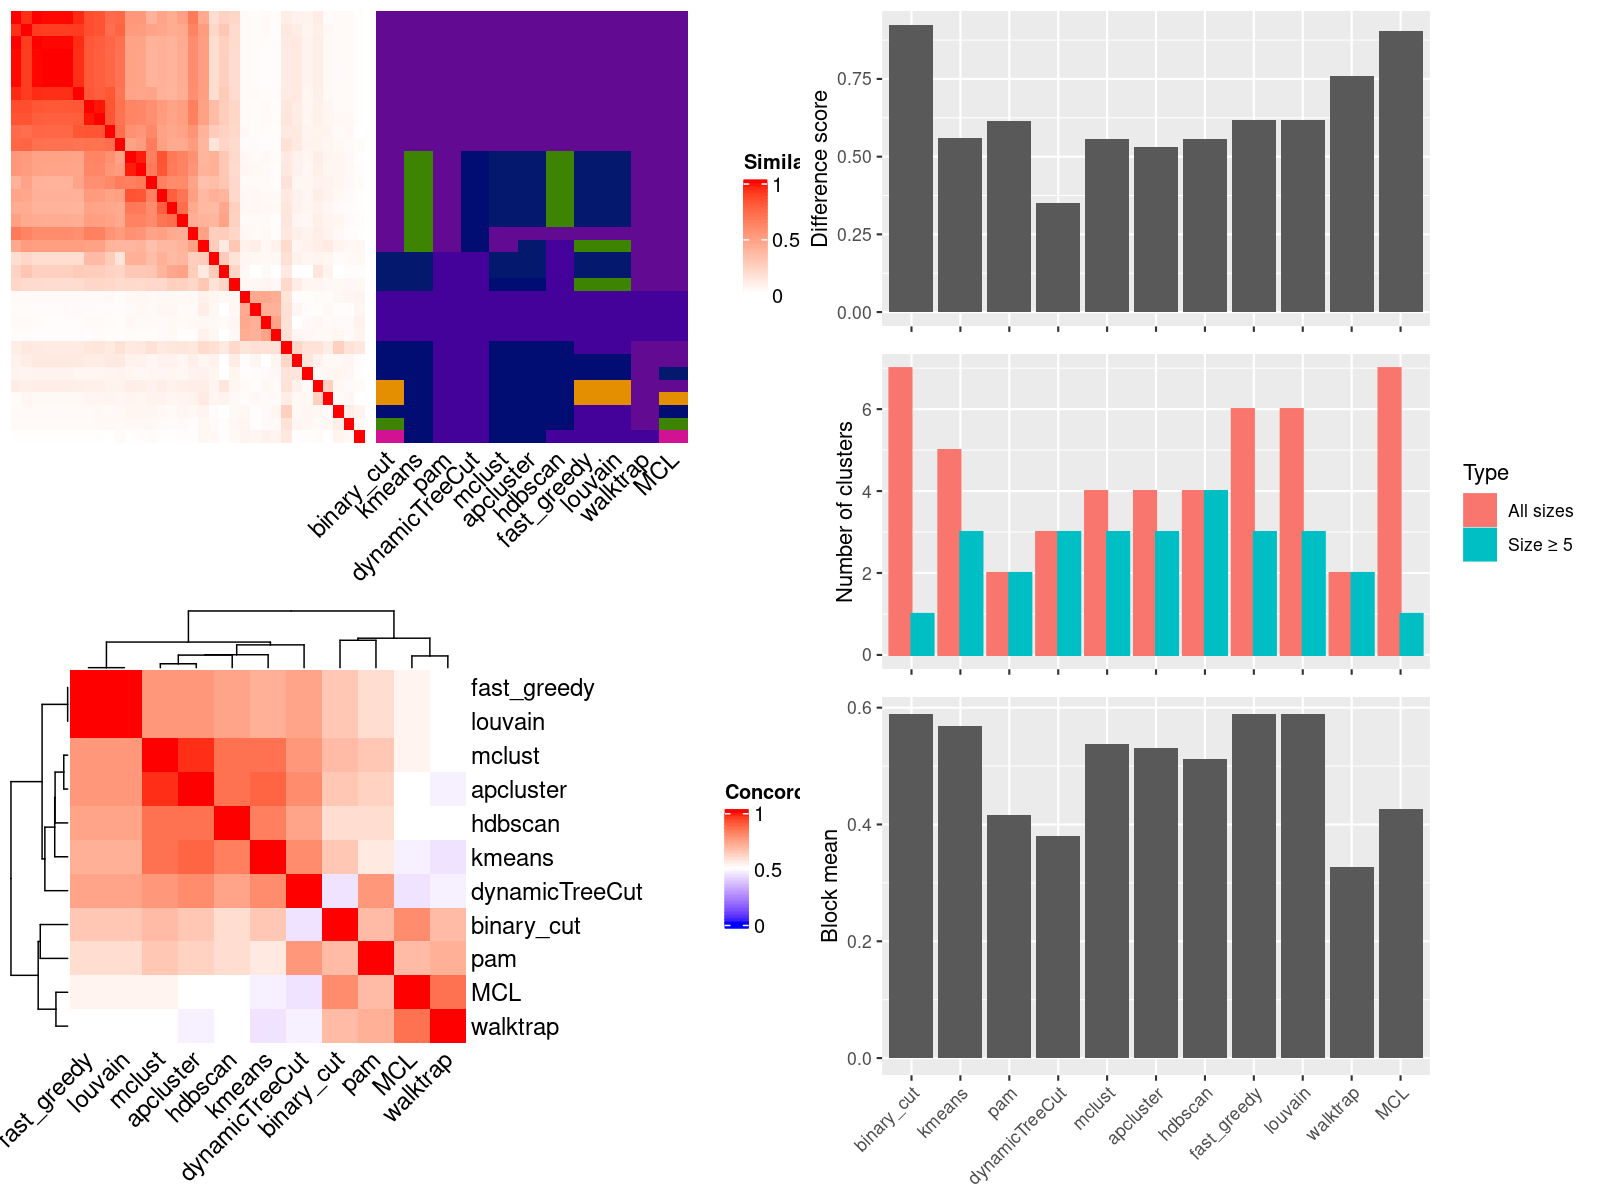 Simila
1
0.5
0
binary_cut
kmeans
pam
dynamicTreeCut
mclust
apcluster
hdbscan
fast_greedy
louvain
walktrap
MCL
fast_greedy
louvain
mclust
apcluster
hdbscan
kmeans
dynamicTreeCut
binary_cut
pam
MCL
walktrap
Concord
1
0.5
0
fast_greedy
louvain
mclust
apcluster
hdbscan
kmeans
dynamicTreeCut
binary_cut
pam
MCL
walktrap
Difference score
0.75
0.50
0.25
0.00
Number of clusters
6
4
2
0
Type
All sizes
Size ≥ 5
Block mean
0.6
0.4
0.2
0.0
binary_cut
kmeans
pam
dynamicTreeCut
mclust
apcluster
hdbscan
fast_greedy
louvain
walktrap
MCL